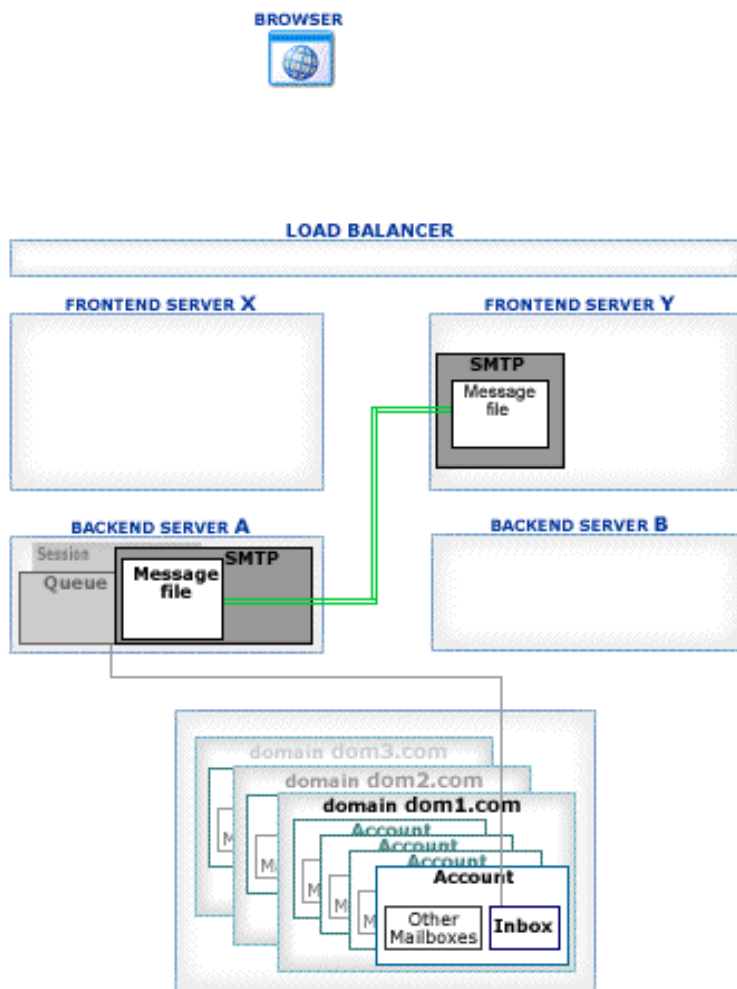 BROWSER
LOAD BALANCER
FRONTEND SERVER X
FRONTEND SERVER Y
SMTP
Message
file
BACKEND SERVER A
BACKEND SERVER B
Session
SMTP
Queue
Message
file
domain dom3.com
domain dom2.com
domain dom1.com
Account
Account
Account
Account
M
Ma
M
M
M
Other
Mailboxes
Inbox